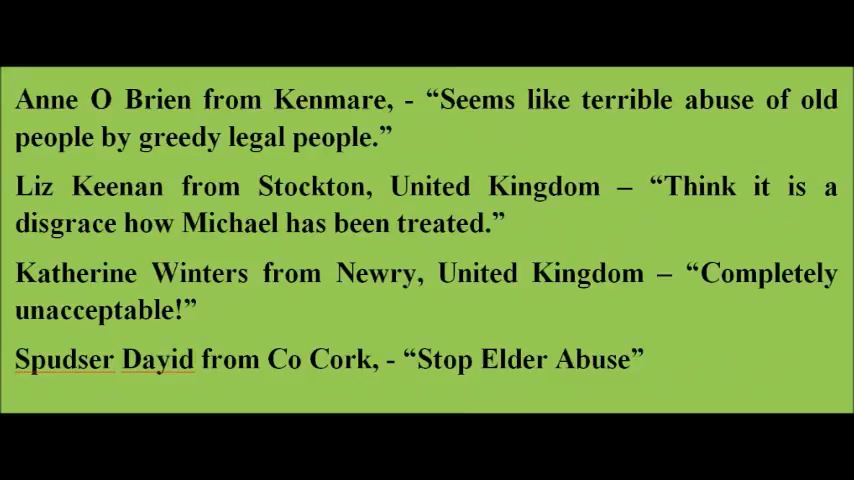 Anne O Brien from Kenmare, - “Seems like terrible abuse of old
people by greedy legal people.”
Liz Keenan from Stockton, United Kingdom – “Think it is a
disgrace how Michael has been treated.”
Katherine Winters from Newry, United Kingdom – “Completely
unacceptable!”
Spudser Dayid from Co Cork, - “Stop Elder Abuse”